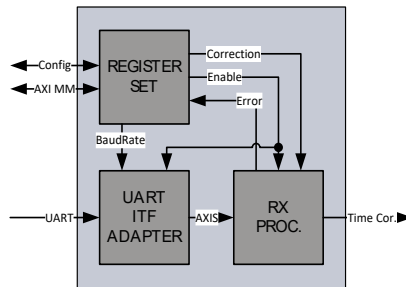 Config
AXI MM
REGISTER
SET
Correction
Enable
Error
BaudRate
UART
UART
ITF
ADAPTER
AXIS
RX
PROC.
Time Cor.